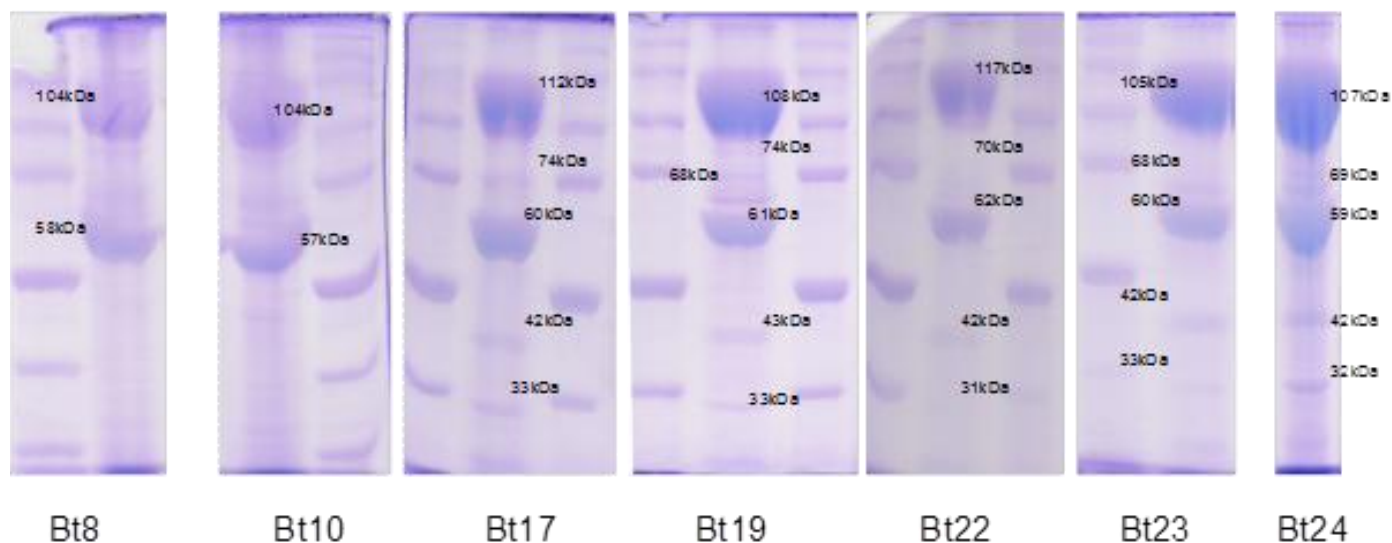 104kDa
58kDa
104kDa
57kDa
112kDa
74kDa
60kDa
42kDa
33kDa
108kDa
74kDa
68kDa
61kDa
43kDa
33kDa
117kDa
70kDa
62kDa
42kDa
31kDa
105kDa
68kDa
60kDa
42kDa
33kDa
107kDa
69kDa
59kDa
42kDa
32kDa
Bt8 Bt10 Bt17 Bt19 Bt22 Bt23 Bt24